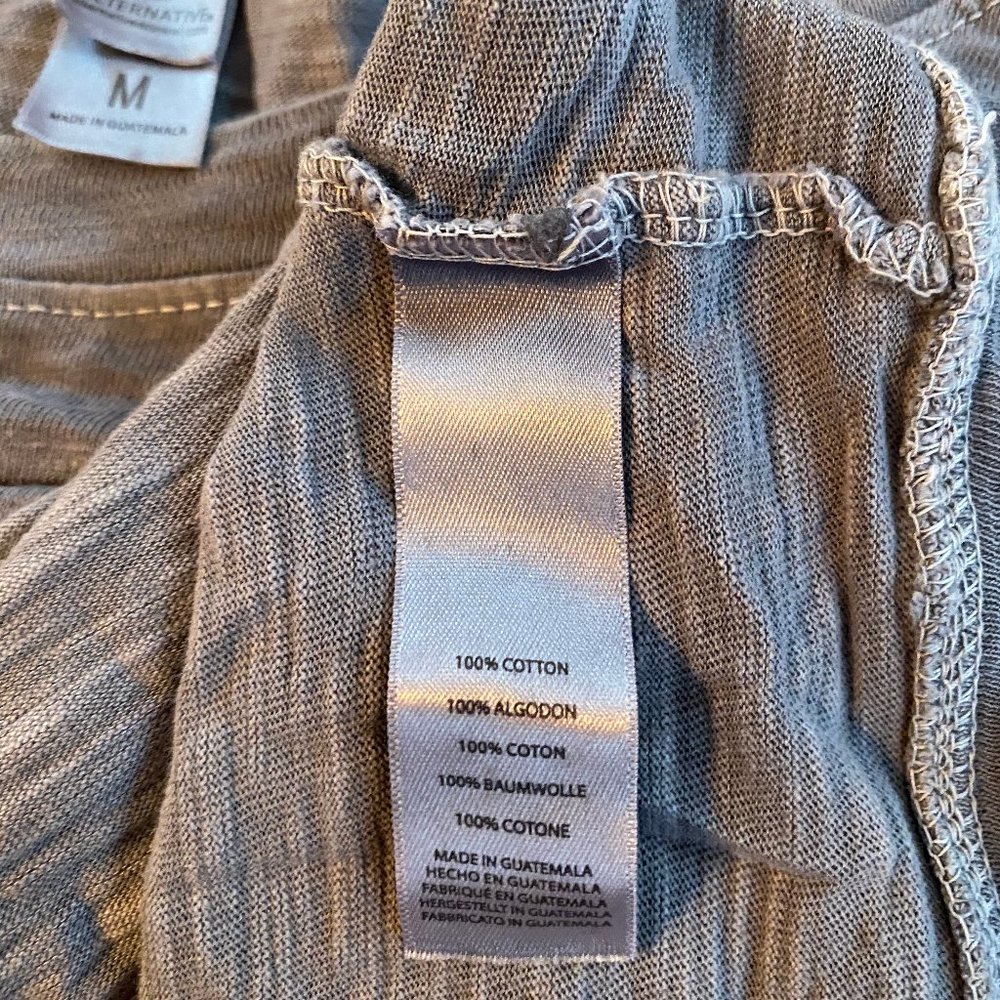 M
MADE IN GUATEMALA
100% COTTON
100% ALGODON
100% COTON
100% BAUMWOLLE
100% COTONE
MADE IN GUATEMALA
HECHO EN GUATEMALA
FABRIQUÉ EN GUATEMALA
HERGESTELLT IN GUATEMALA
FABBRICATO IN GUATEMALA